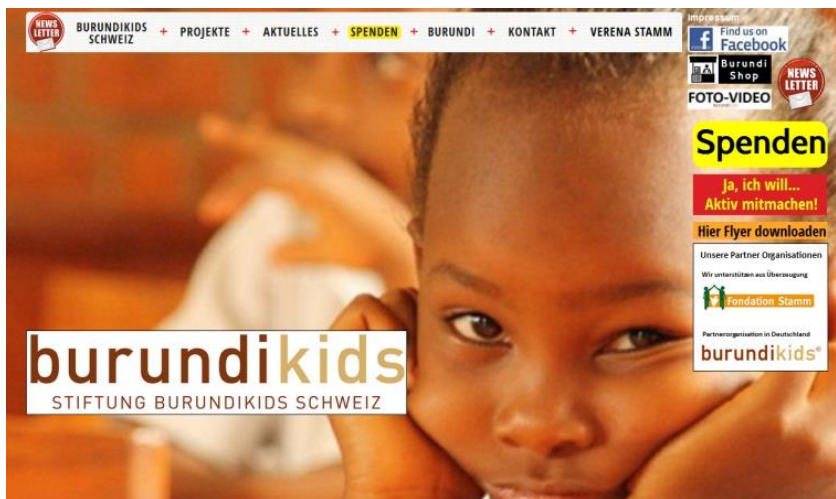 NEWS
LETTER
BURUNDIKIDS
SCHWEIZ
+ PROJEKTE + AKTUELLES + SPENDEN + BURUNDI + KONTAKT + VERENA STAMM
Impressum
Find us on
Facebook
Burundi
Shop
NEWS
LETTER
FOTO-VIDEO
Spenden
Ja, ich will...
Aktiv mitmachen!
Hier Flyer downloaden
Unsere Partner Organisationen
Wir unterstützen aus Überzeugung
Fondation Stamm
Partnerorganisation in Deutschland
burundikids®
burundikids
STIFTUNG BURUNDIKIDS SCHWEIZ